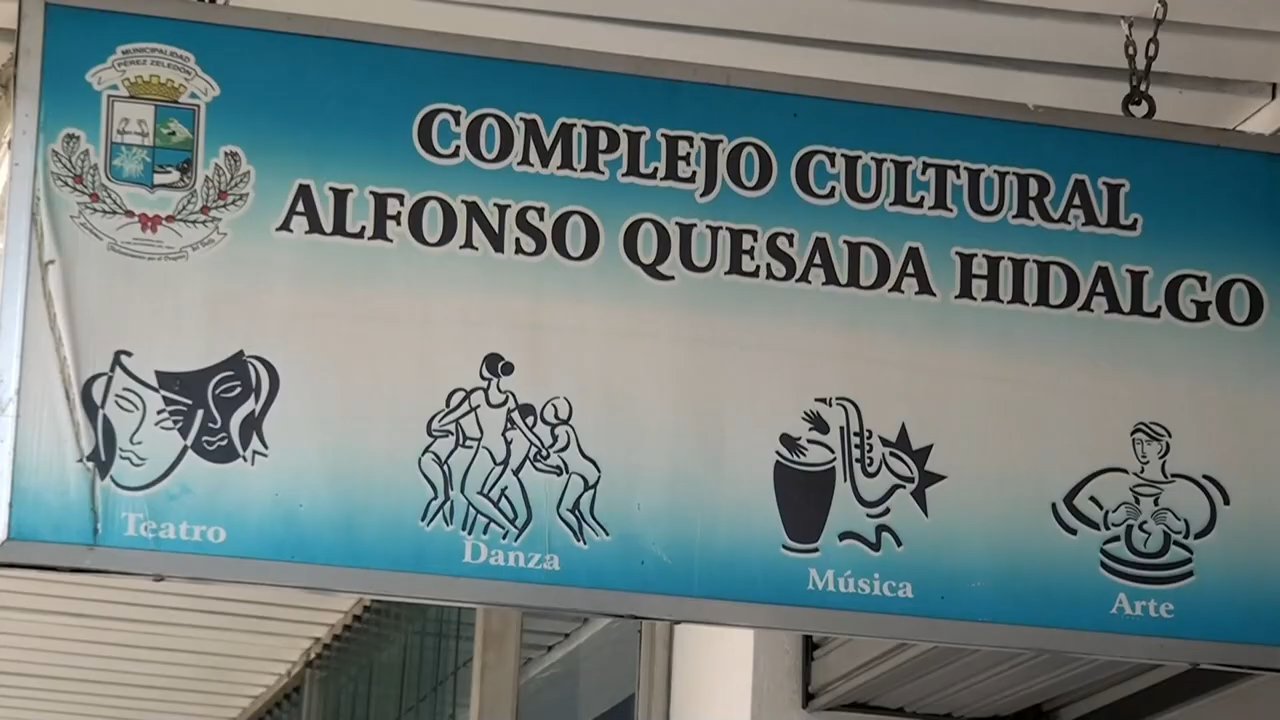 MUNICIPALIDAD
PÉREZ ZELEDÓN
COMPLEJO CULTURAL
ALFONSO QUESADA HIDALGO
Teatro
Danza
Música
Arte